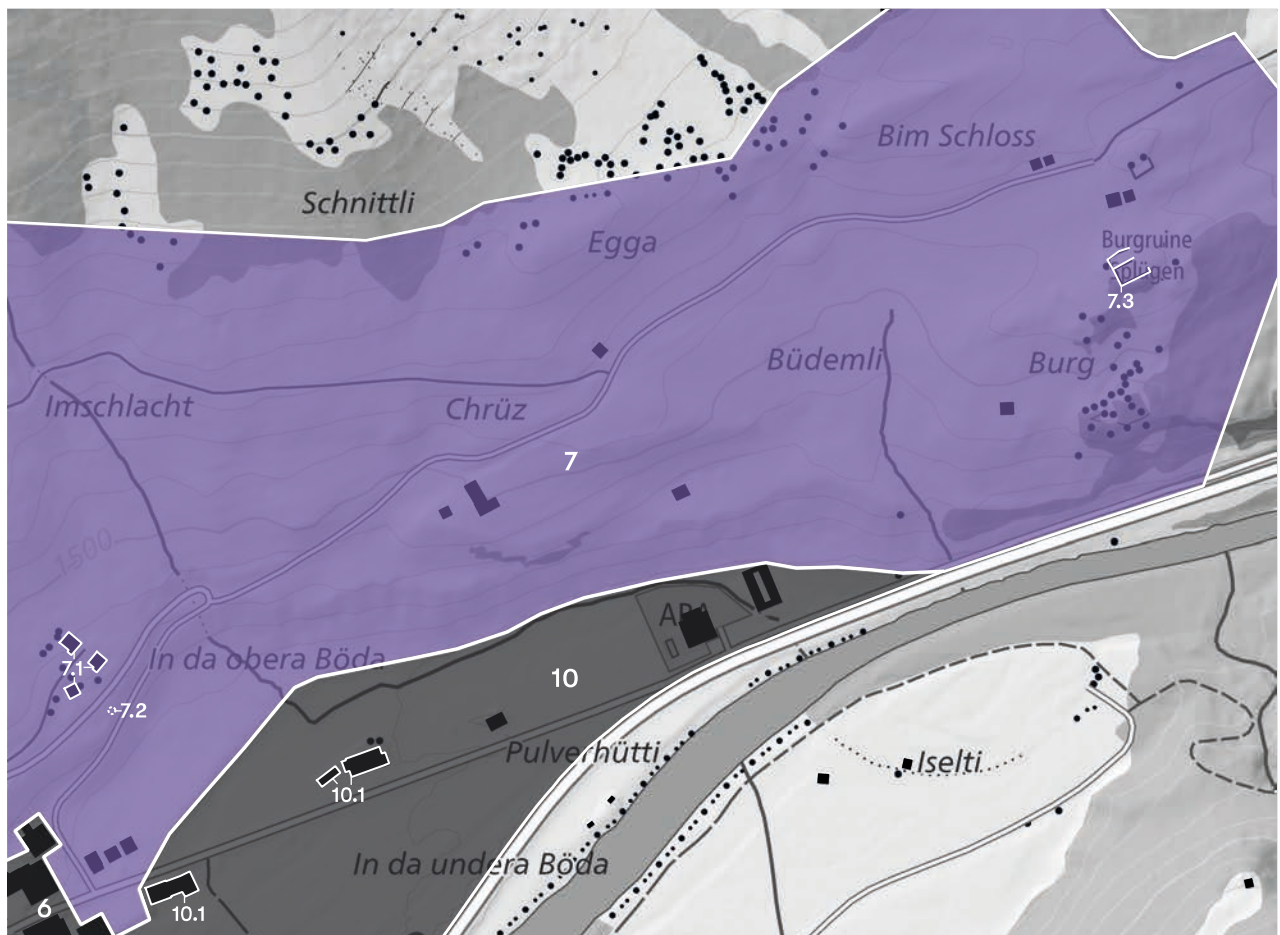 Bim Schloss
Schnittli
Egga
Burgruine
Splügen
7.3
Büdemli
Burg
Imschlacht
Chrüz
7
1500
7.1
In da obera Böda
ARA
10
7.2
Pulverhütti
Iselti
10.1
In da undera Böda
6
10.1